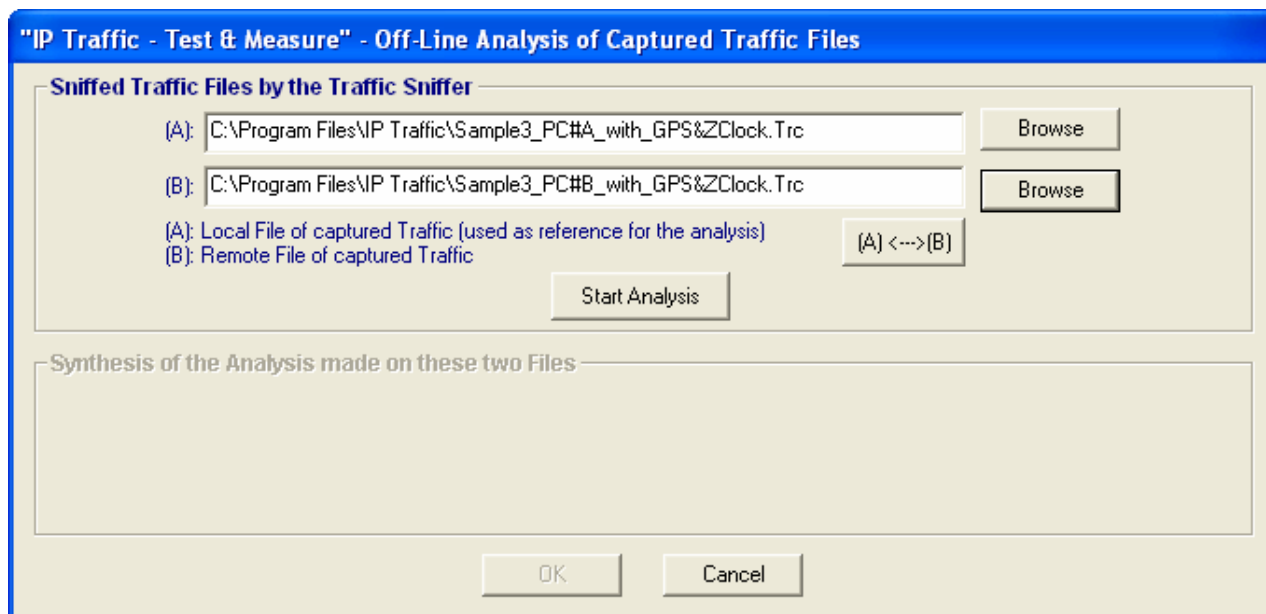 "IP Traffic - Test & Measure" - Off-Line Analysis of Captured Traffic Files
Sniffed Traffic Files by the Traffic Sniffer
(A): C:\Program Files\IP Traffic\Sample3_PC#A_with_GPS&ZClock.Trc Browse
(B): C:\Program Files\IP Traffic\Sample3_PC#B_with_GPS&ZClock.Trc Browse
(A): Local File of captured Traffic (used as reference for the analysis)
(B): Remote File of captured Traffic
(A) <--->(B)
Start Analysis
Synthesis of the Analysis made on these two Files
OK Cancel